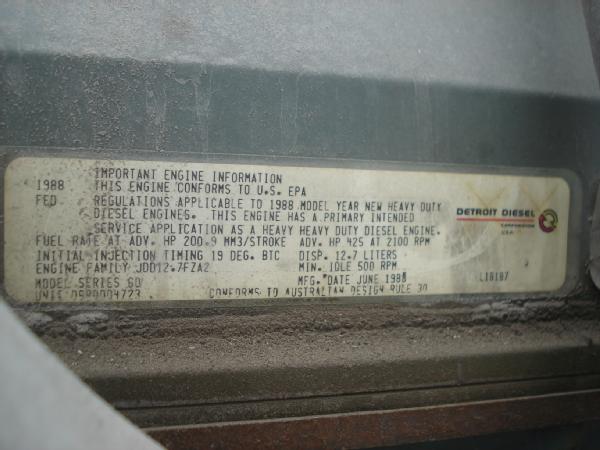 IMPORTANT ENGINE INFORMATION
1988 THIS ENGINE CONFORMS TO U.S. EPA
FED REGULATIONS APPLICABLE TO 1988 MODEL YEAR NEW HEAVY DUTY
DIESEL ENGINES. THIS ENGINE HAS A PRIMARY INTENDED
SERVICE APPLICATION AS A HEAVY HEAVY DUTY DIESEL ENGINE.
FUEL RATE AT ADV. HP 200.9 MM3/STROKE ADV. HP 425 AT 2100 RPM
INITIAL INJECTION TIMING 19 DEG. BTC DISP. 12.7 LITERS
ENGINE FAMILY JDD12.7FZA2 MIN. IDLE 500 RPM
MODEL SERIES 60 MFG. DATE JUNE 1988 L16187
UNIT 06R0004723 CONFORMS TO AUSTRALIAN DESIGN RULE 30
DETROIT DIESEL
CORPORATION
U.S.A.